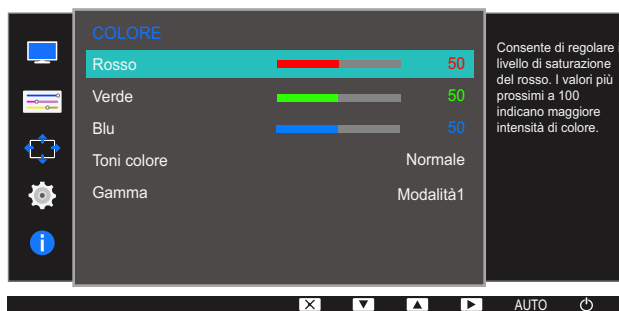 COLORE
Rosso 50
Verde 50
Blu 50
Toni colore Normale
Gamma Modalità1
Consente di regolare i
livello di saturazione
del rosso. I valori più
prossimi a 100
indicano maggiore
intensità di colore.
AUTO